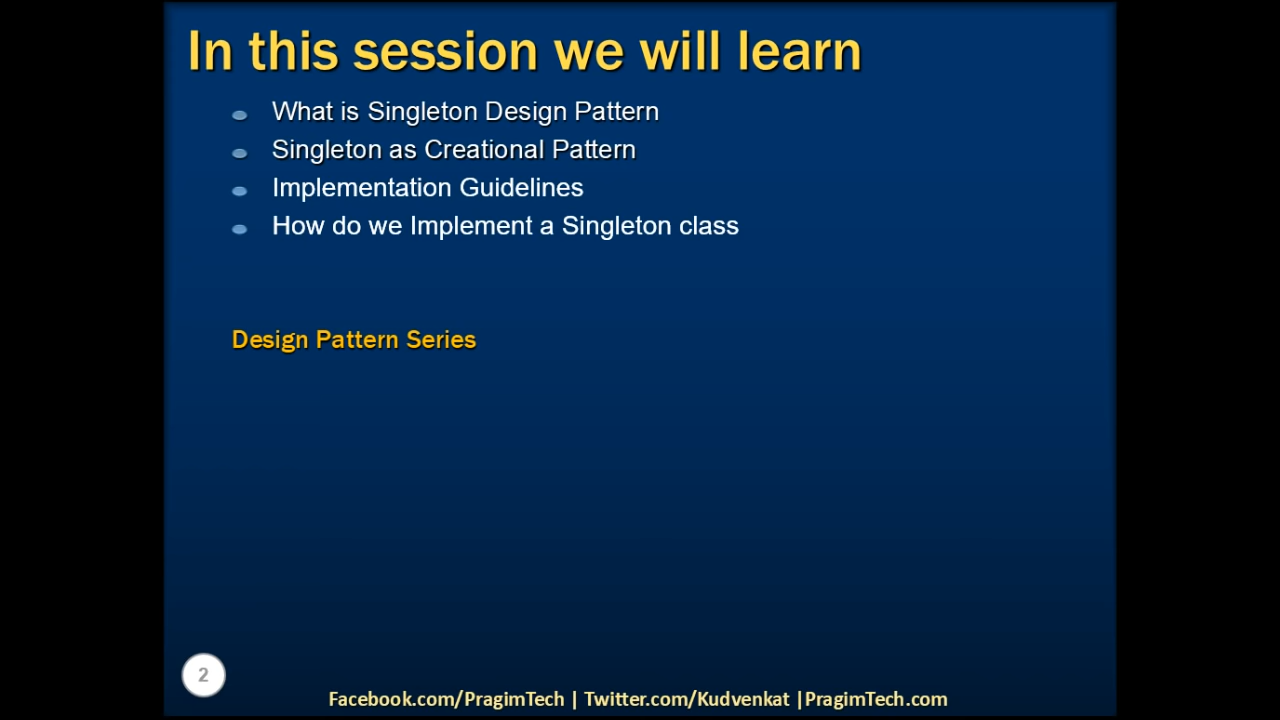 In this session we will learn
What is Singleton Design Pattern
Singleton as Creational Pattern
Implementation Guidelines
How do we Implement a Singleton class
Design Pattern Series
2
Facebook.com/PragimTech | Twitter.com/Kudvenkat |PragimTech.com